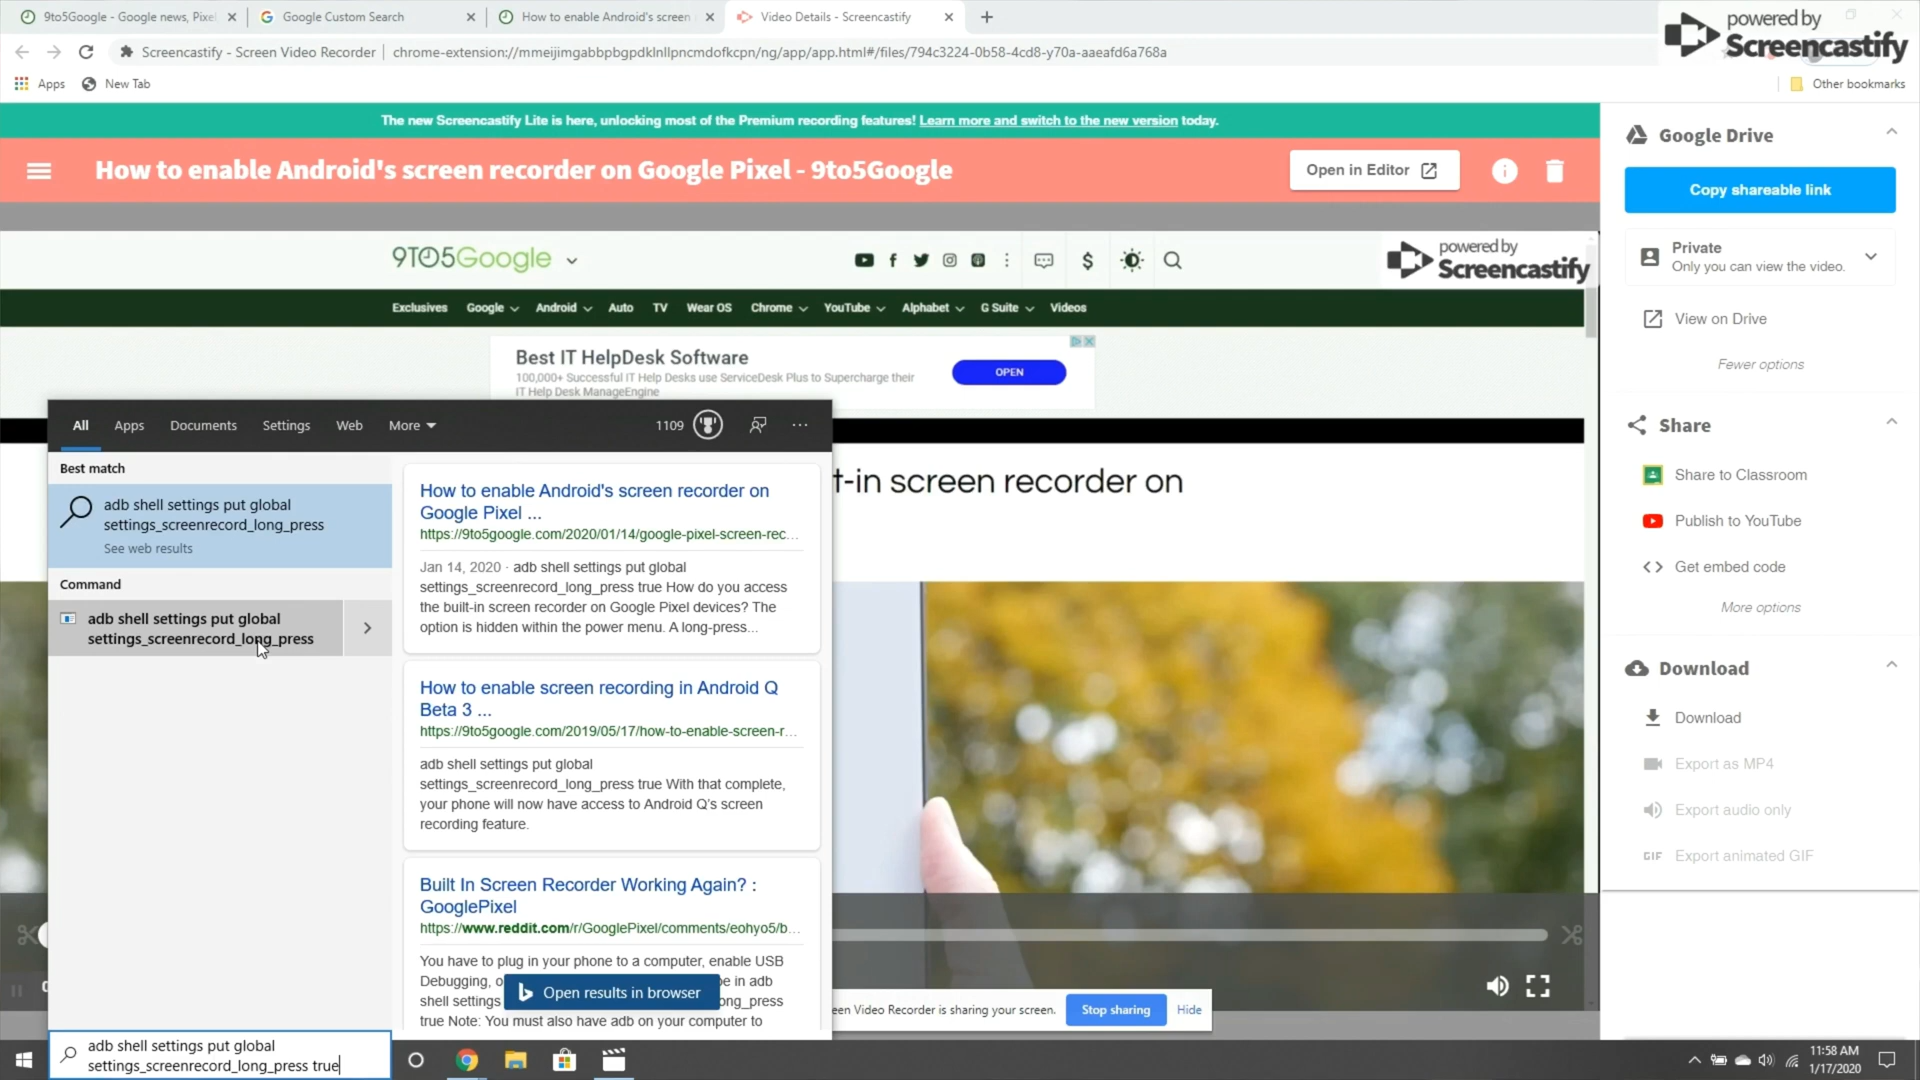 9to5Google - Google news, Pixel
Google Custom Search
How to enable Android's screen
Video Details - Screencastify
powered by
Screencastify
Screencastify - Screen Video Recorder
chrome-extension://mmeijimgabbpbgpdklnllpncmdofkcpn/ng/app/app.html#/files/794c3224-0b58-4cd8-y70a-aaeafd6a768a
Apps
New Tab
Other bookmarks
The new Screencastify Lite is here, unlocking most of the Premium recording features! Learn more and switch to the new version today.
How to enable Android's screen recorder on Google Pixel - 9to5Google
Open in Editor
9TO5Google
powered by
Screencastify
Exclusives Google Android Auto TV Wear OS Chrome YouTube Alphabet G Suite Videos
Best IT HelpDesk Software
100,000+ Successful IT Help Desks use ServiceDesk Plus to Supercharge their
IT Help Desk ManageEngine
OPEN
t-in screen recorder on
All Apps Documents Settings Web More 1109
Best match
adb shell settings put global
settings_screenrecord_long_press
See web results
Command
adb shell settings put global
settings_screenrecord_long_press
How to enable Android's screen recorder on
Google Pixel ...
https://9to5google.com/2020/01/14/google-pixel-screen-rec...
Jan 14, 2020 · adb shell settings put global
settings_screenrecord_long_press true How do you access
the built-in screen recorder on Google Pixel devices? The
option is hidden within the power menu. A long-press...
How to enable screen recording in Android Q
Beta 3 ...
https://9to5google.com/2019/05/17/how-to-enable-screen-r...
adb shell settings put global
settings_screenrecord_long_press true With that complete,
your phone will now have access to Android Q's screen
recording feature.
Built In Screen Recorder Working Again? :
GooglePixel
https://www.reddit.com/r/GooglePixel/comments/eohyo5/b...
You have to plug in your phone to a computer, enable USB
Debugging, o be in adb
shell settings ong_press
true Note: You must also have adb on your computer to
Open results in browser
een Video Recorder is sharing your screen.
Stop sharing
Hide
adb shell settings put global
settings_screenrecord_long_press true
Google Drive
Copy shareable link
Private
Only you can view the video.
View on Drive
Fewer options
Share
Share to Classroom
Publish to YouTube
Get embed code
More options
Download
Download
Export as MP4
Export audio only
GIF Export animated GIF
11:58 AM
1/17/2020